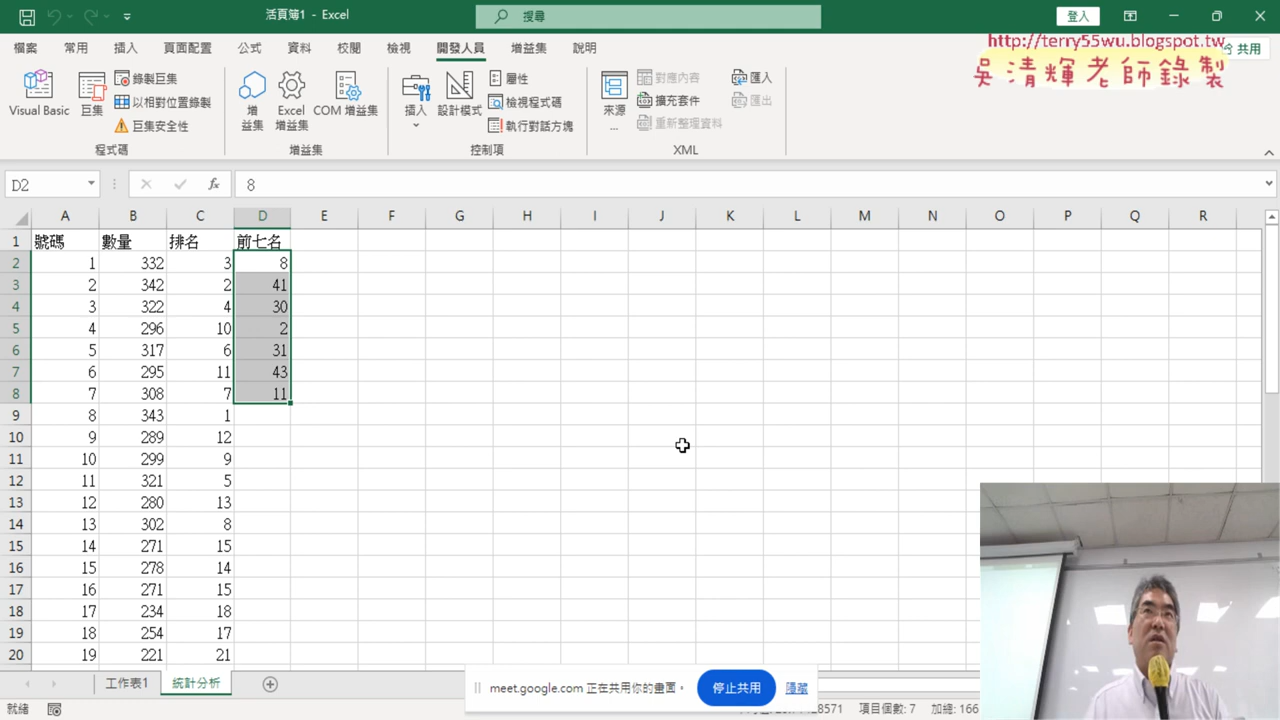 活頁簿1 - Excel
搜尋
登入
檔案 常用 插入 頁面配置 公式 資料 校閱 檢視 開發人員 增益集 說明
共用
http://terry55wu.blogspot.tw
吳清輝老師錄製
Visual Basic
巨集
錄製巨集
以相對位置錄製
巨集安全性
程式碼
增益集
Excel 增益集
COM 增益集
增益集
插入
設計模式
屬性
檢視程式碼
執行對話方塊
控制項
來源
...
對應內容
擴充套件
重新整理資料
匯入
匯出
XML
D2
fx
8
A B C D E F G H I J K L M N O P Q R
1 號碼 數量 排名 前七名
2 1 332 3 8
3 2 342 2 41
4 3 322 4 30
5 4 296 10 2
6 5 317 6 31
7 6 295 11 43
8 7 308 7 11
9 8 343 1
10 9 289 12
11 10 299 9
12 11 321 5
13 12 280 13
14 13 302 8
15 14 271 15
16 15 278 14
17 16 271 15
18 17 234 18
19 18 254 17
20 19 221 21
工作表1 統計分析
meet.google.com 正在共用你的畫面。 停止共用 隱藏
就緒
項目個數: 7 加總: 166